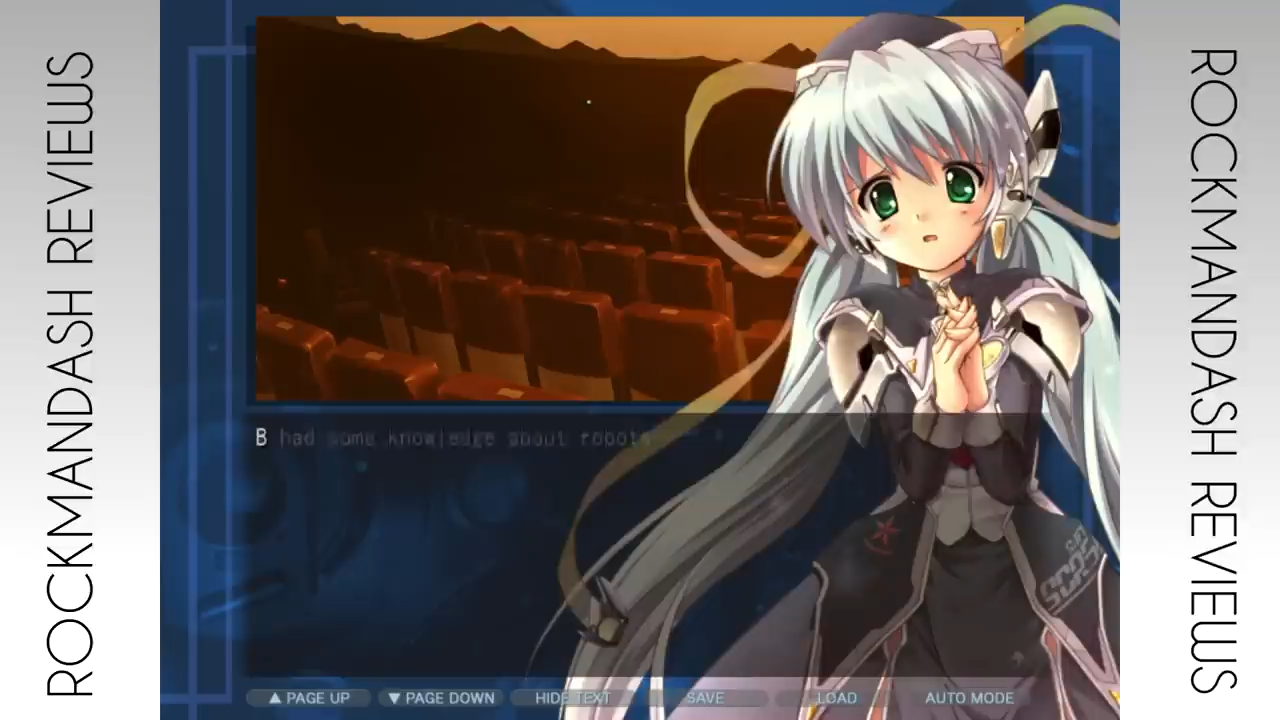 ROCKMANDASH REVIEWS
B had some knowledge about robots
▲ PAGE UP ▼ PAGE DOWN HIDE TEXT SAVE LOAD AUTO MODE
ROCKMANDASH REVIEWS